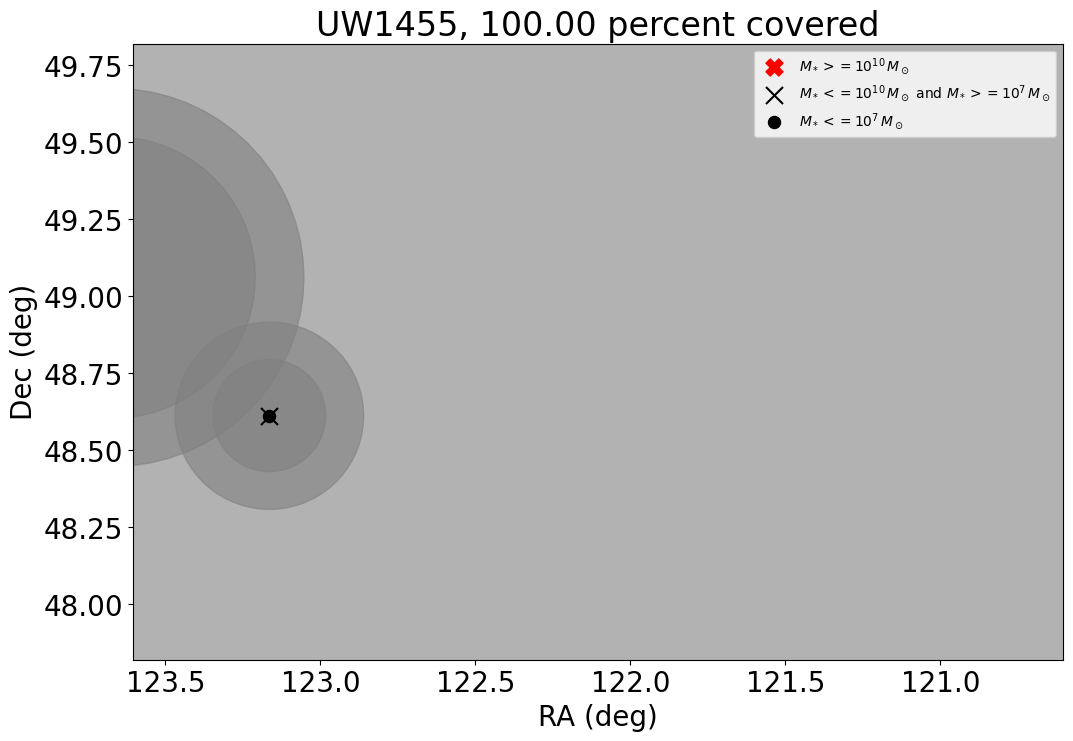 UW1455, 100.00 percent covered
M* >= 10^10 M⊙
M* <= 10^10 M⊙ and M* >= 10^7 M⊙
M* <= 10^7 M⊙
Dec (deg)
49.75
49.50
49.25
49.00
48.75
48.50
48.25
48.00
123.5 123.0 122.5 122.0 121.5 121.0
RA (deg)